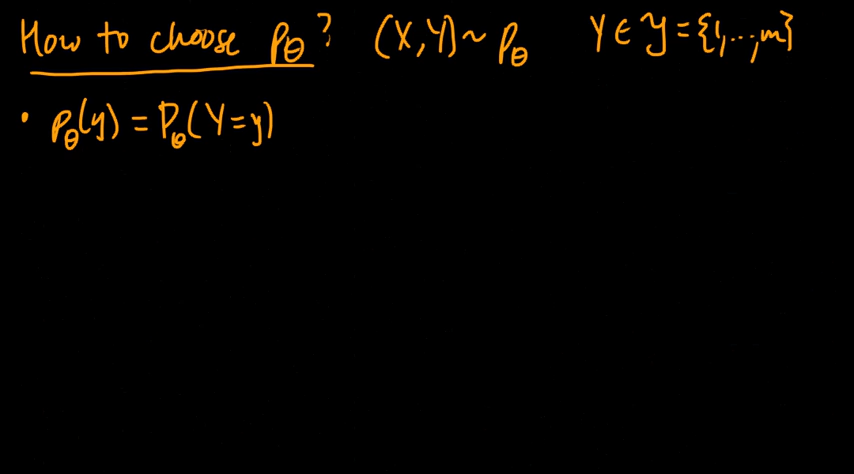 How to choose pθ? (X,Y) ~ pθ Y ∈ 𝒴 = {1,...,m}
• pθ(y) = Pθ(Y=y)